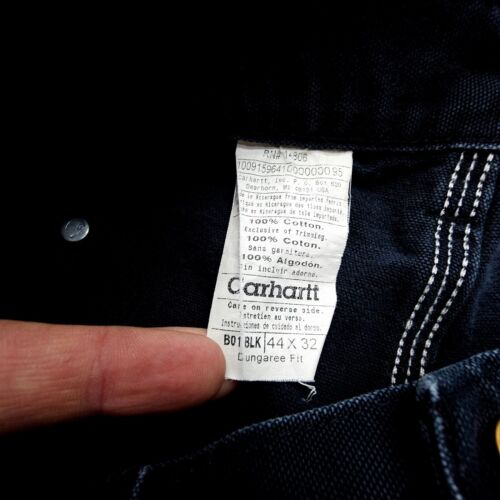 RN# 14806
Carhartt, Inc. P. O. Box
Dearborn, MI 48121 USA
100% Cotton.
Exclusive of Trimming.
100% Coton.
Sans garniture.
100% Algodón.
Sin incluir adorno.
Carhartt
Care on reverse side.
Entretien au verso.
Instrucciones de cuidado al dorso.
B01 BLK 44 X 32
Dungaree Fit